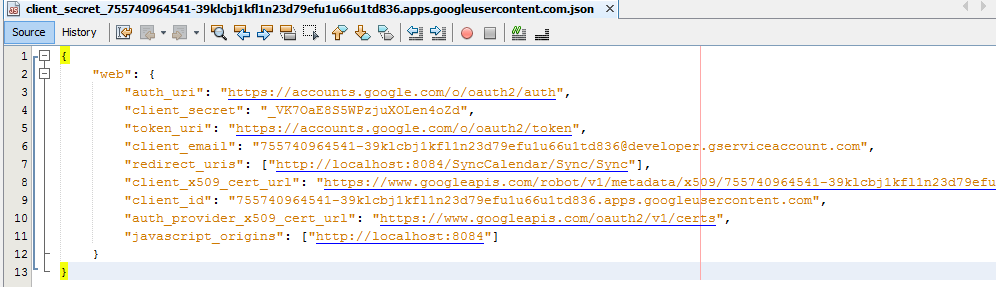 client_secret_755740964541-39klcbj1kfl1n23d79efu1u66u1td836.apps.googleusercontent.com.json
Source History
1 {
2 "web": {
3 "auth_uri": "https://accounts.google.com/o/oauth2/auth",
4 "client_secret": "_VK7OaE8S5WPzjuXOLen4oZd",
5 "token_uri": "https://accounts.google.com/o/oauth2/token",
6 "client_email": "755740964541-39klcbj1kfl1n23d79efu1u66u1td836@developer.gserviceaccount.com",
7 "redirect_uris": ["http://localhost:8084/SyncCalendar/Sync/Sync"],
8 "client_x509_cert_url": "https://www.googleapis.com/robot/v1/metadata/x509/755740964541-39klcbj1kfl1n23d79efu
9 "client_id": "755740964541-39klcbj1kfl1n23d79efu1u66u1td836.apps.googleusercontent.com",
10 "auth_provider_x509_cert_url": "https://www.googleapis.com/oauth2/v1/certs",
11 "javascript_origins": ["http://localhost:8084"]
12 }
13 }